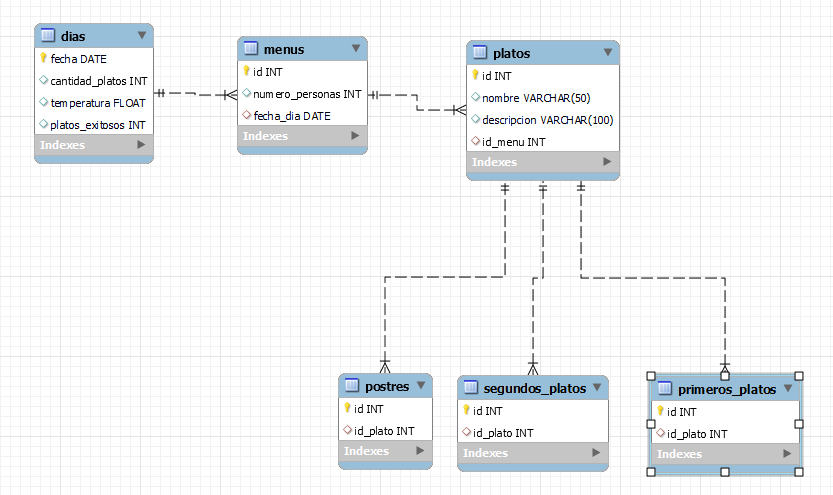 dias
fecha DATE
cantidad_platos INT
temperatura FLOAT
platos_exitosos INT
Indexes
menus
id INT
numero_personas INT
fecha_dia DATE
Indexes
platos
id INT
nombre VARCHAR(50)
descripcion VARCHAR(100)
id_menu INT
Indexes
postres
id INT
id_plato INT
Indexes
segundos_platos
id INT
id_plato INT
Indexes
primeros_platos
id INT
id_plato INT
Indexes